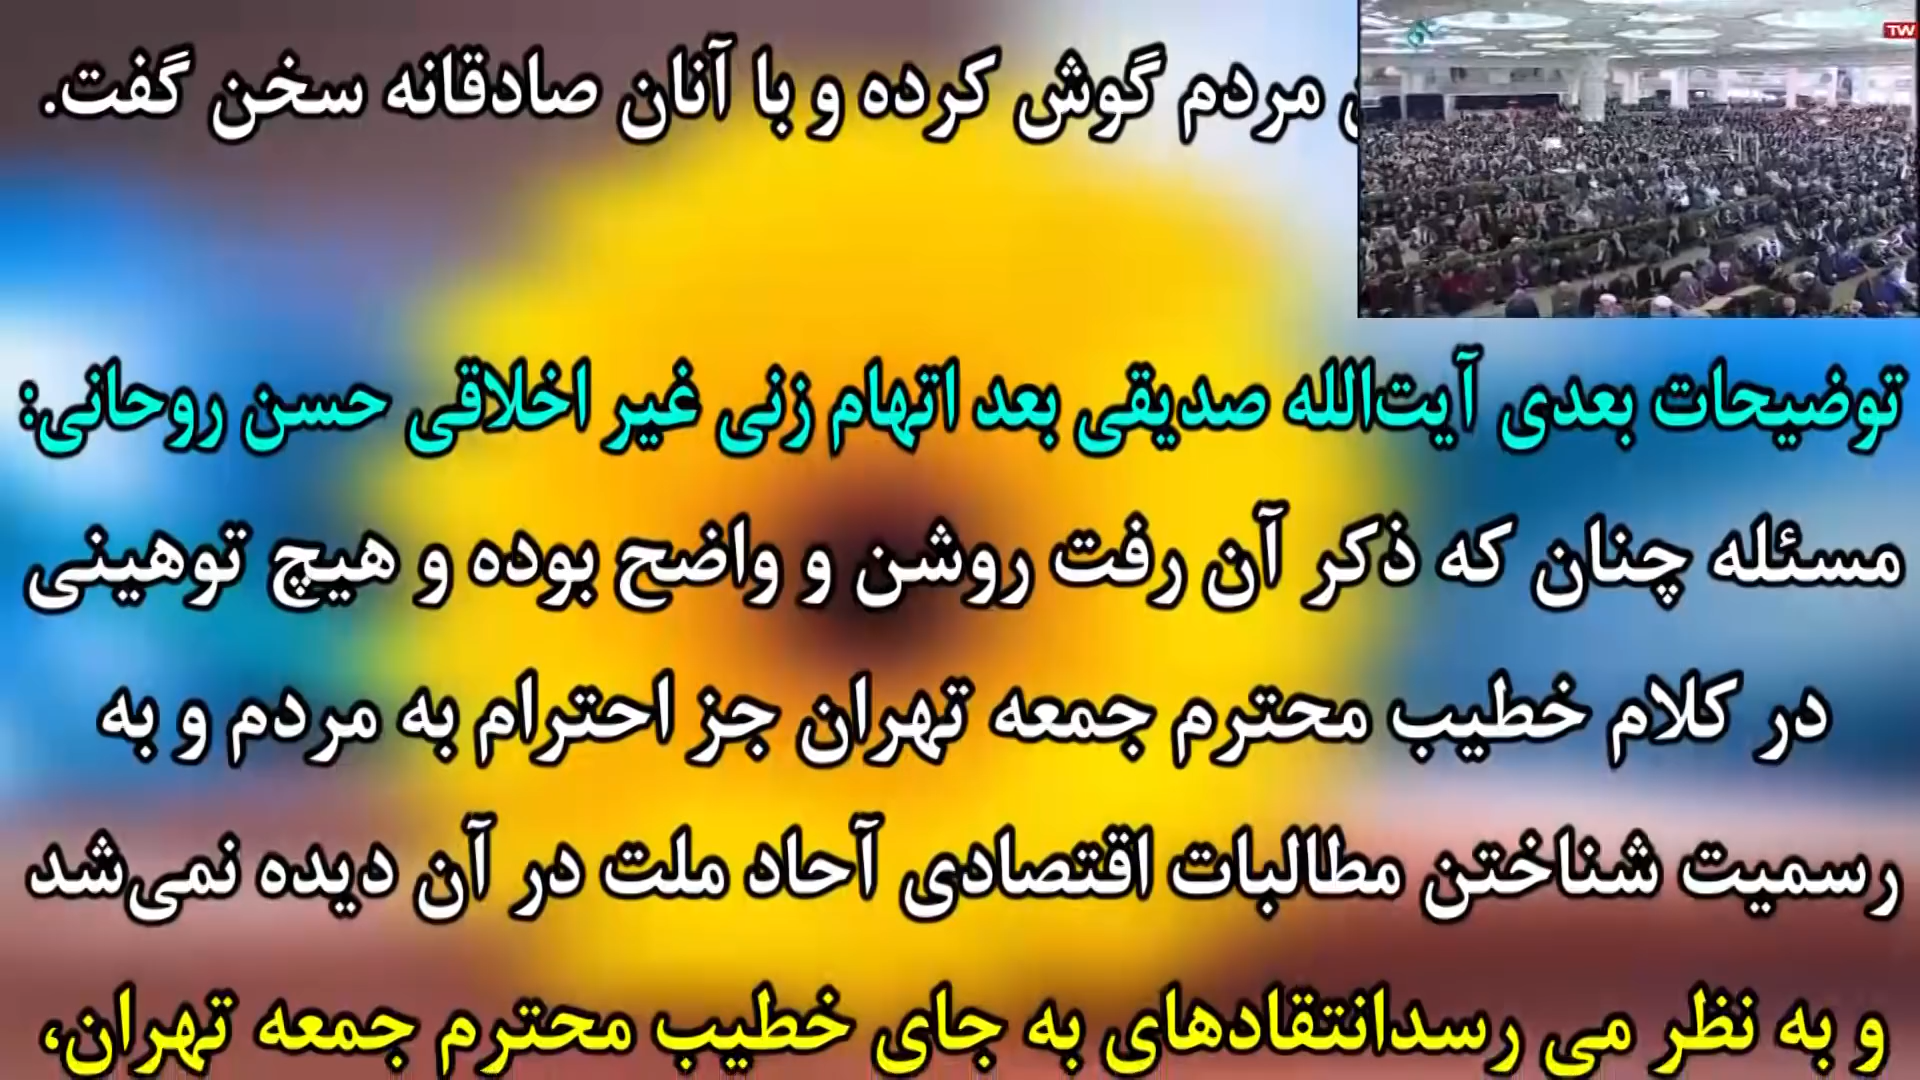 مردم گوش کرده و با آنان صادقانه سخن گفت.
TW
توضیحات بعدی آیت‌الله صدیقی بعد اتهام زنی غیر اخلاقی حسن روحانی:
مسئله چنان که ذکر آن رفت روشن و واضح بوده و هیچ توهینی
در کلام خطیب محترم جمعه تهران جز احترام به مردم و به
رسمیت شناختن مطالبات اقتصادی آحاد ملت در آن دیده نمی‌شد
و به نظر می رسدانتقادهای به جای خطیب محترم جمعه تهران،